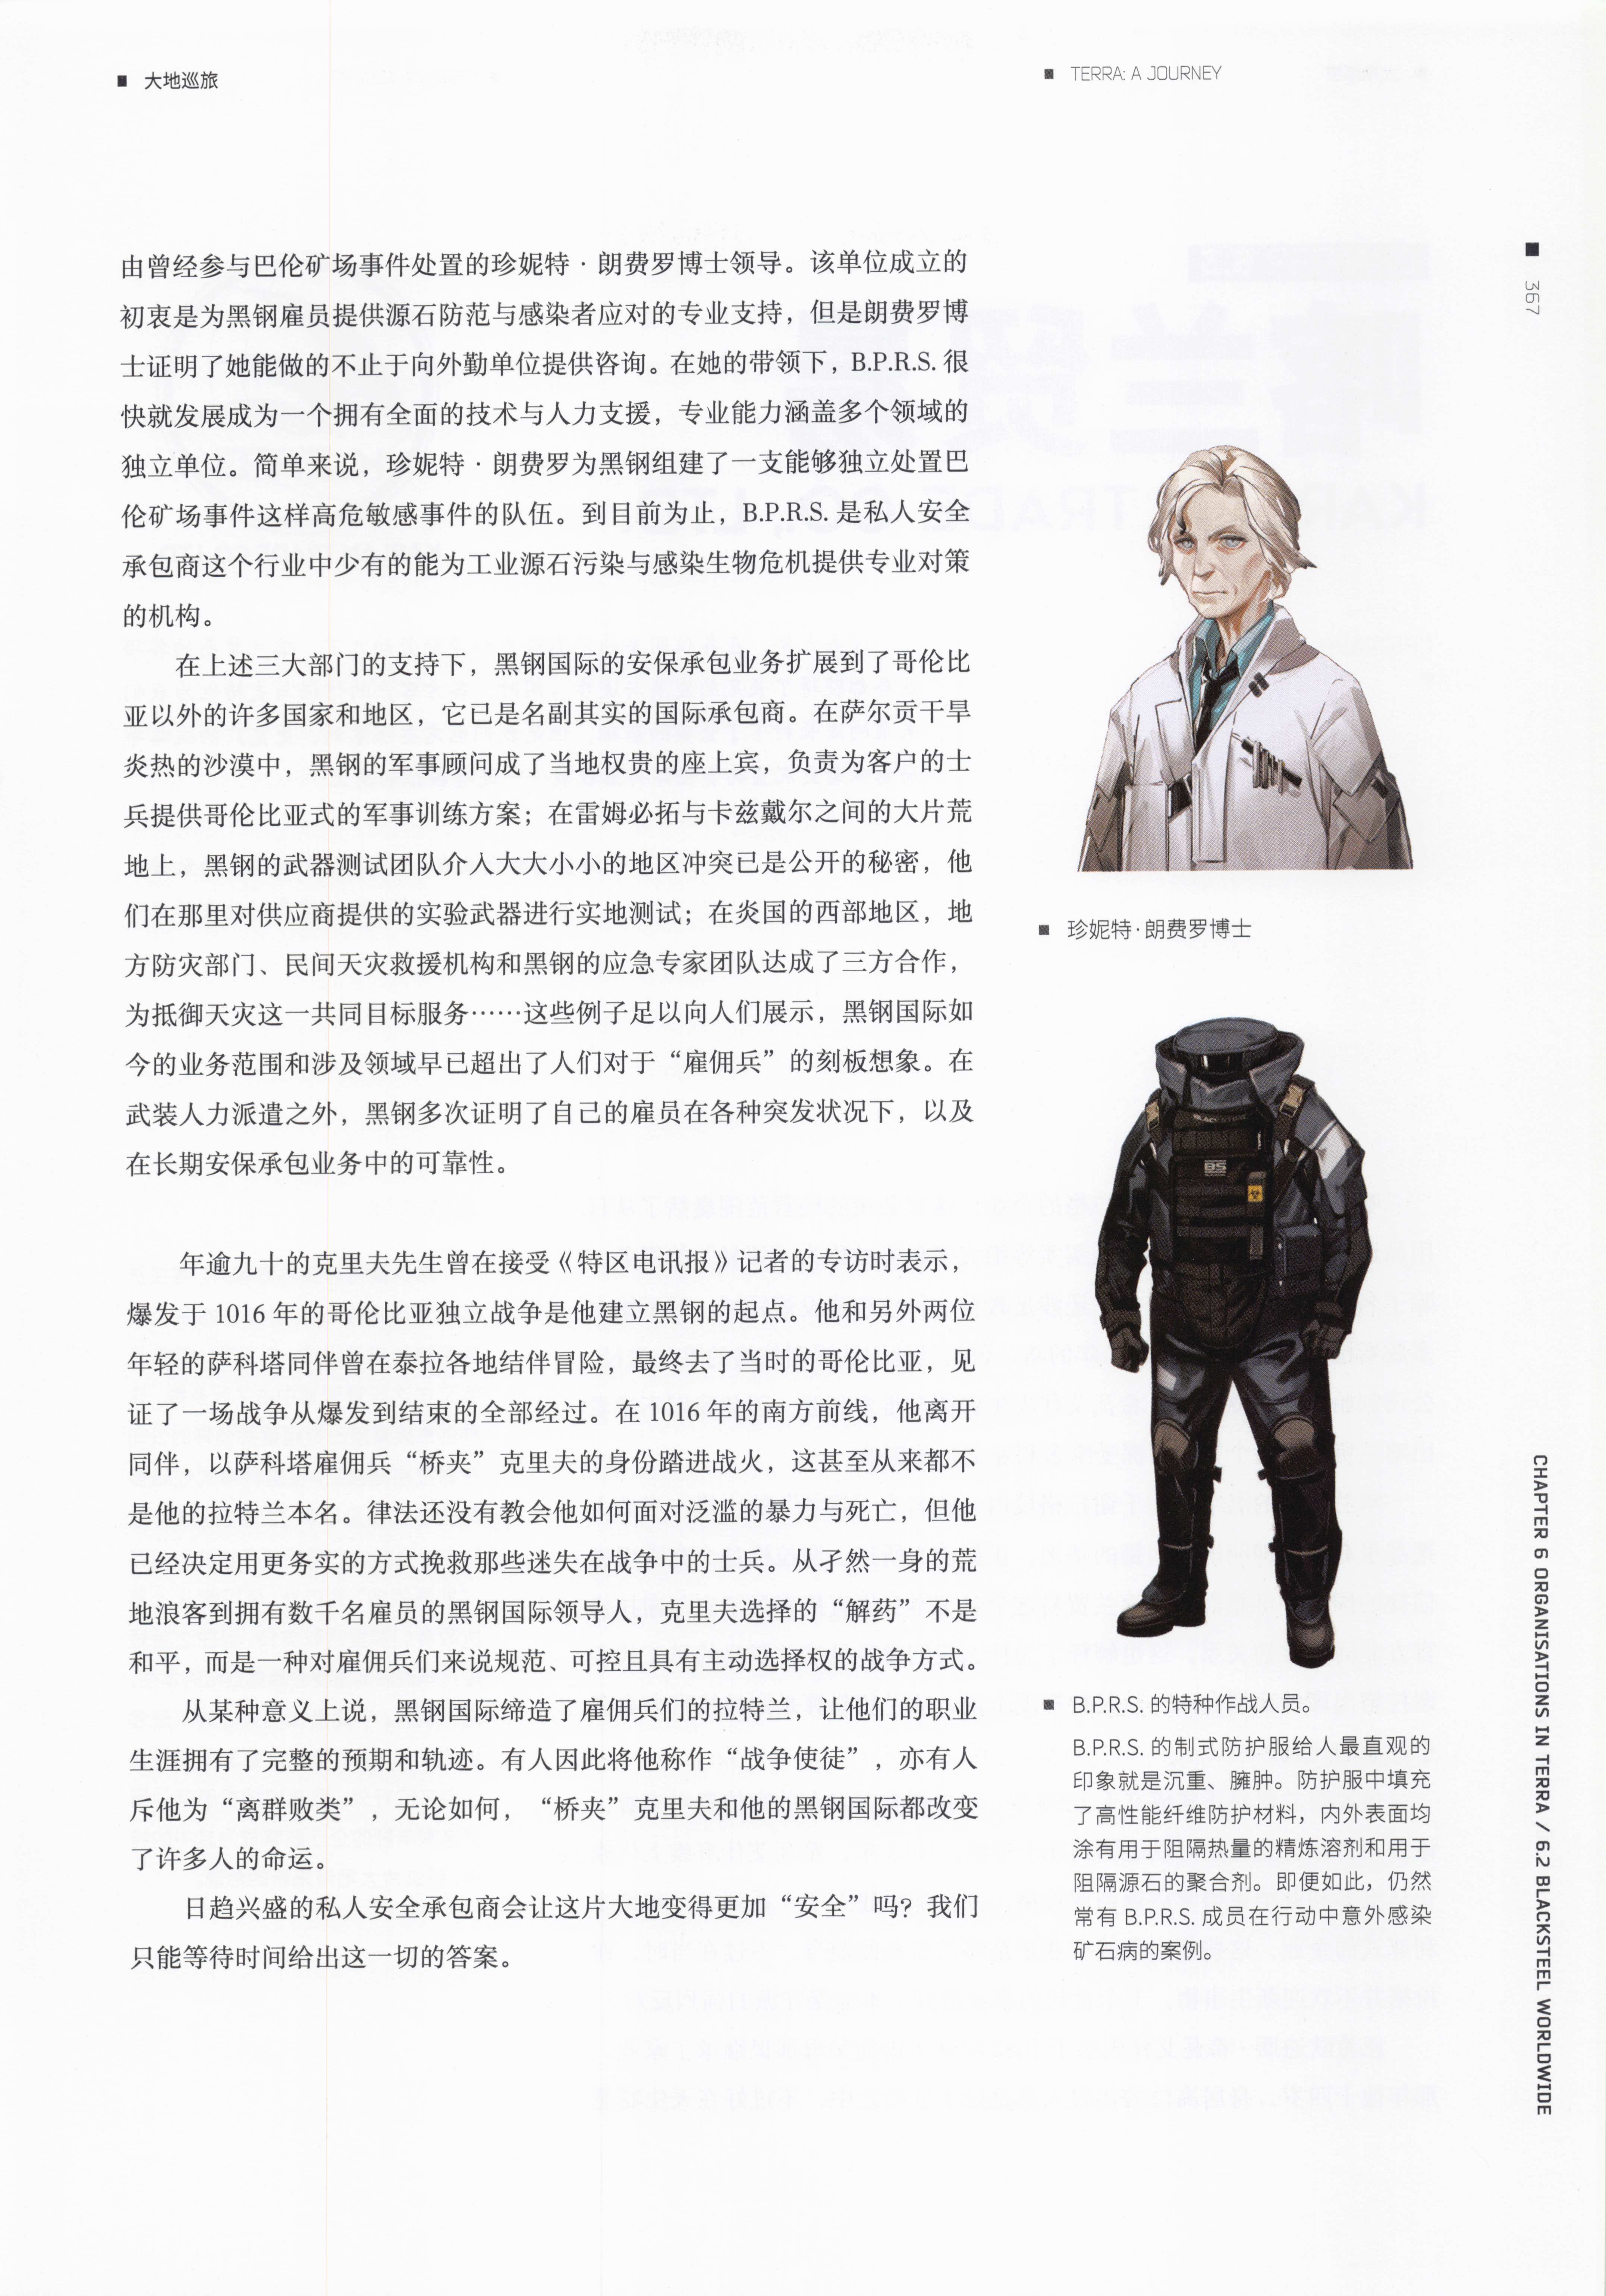 大地巡旅
TERRA: A JOURNEY
367
由曾经参与巴伦矿场事件处置的珍妮特·朗费罗博士领导。该单位成立的
初衷是为黑钢雇员提供源石防范与感染者应对的专业支持，但是朗费罗博
士证明了她能做的不止于向外勤单位提供咨询。在她的带领下，B.P.R.S. 很
快就发展成为一个拥有全面的技术与人力支援，专业能力涵盖多个领域的
独立单位。简单来说，珍妮特·朗费罗为黑钢组建了一支能够独立处置巴
伦矿场事件这样高危敏感事件的队伍。到目前为止，B.P.R.S. 是私人安全
承包商这个行业中少有的能为工业源石污染与感染生物危机提供专业对策
的机构。
在上述三大部门的支持下，黑钢国际的安保承包业务扩展到了哥伦比
亚以外的许多国家和地区，它已是名副其实的国际承包商。在萨尔贡干旱
炎热的沙漠中，黑钢的军事顾问成了当地权贵的座上宾，负责为客户的士
兵提供哥伦比亚式的军事训练方案；在雷姆必拓与卡兹戴尔之间的大片荒
地上，黑钢的武器测试团队介入大大小小的地区冲突已是公开的秘密，他
们在那里对供应商提供的实验武器进行实地测试；在炎国的西部地区，地
方防灾部门、民间天灾救援机构和黑钢的应急专家团队达成了三方合作，
为抵御天灾这一共同目标服务……这些例子足以向人们展示，黑钢国际如
今的业务范围和涉及领域早已超出了人们对于“雇佣兵”的刻板想象。在
武装人力派遣之外，黑钢多次证明了自己的雇员在各种突发状况下，以及
在长期安保承包业务中的可靠性。
年逾九十的克里夫先生曾在接受《特区电讯报》记者的专访时表示，
爆发于 1016 年的哥伦比亚独立战争是他建立黑钢的起点。他和另外两位
年轻的萨科塔同伴曾在泰拉各地结伴冒险，最终去了当时的哥伦比亚，见
证了一场战争从爆发到结束的全部经过。在 1016 年的南方前线，他离开
同伴，以萨科塔雇佣兵“桥夹”克里夫的身份踏进战火，这甚至从来都不
是他的拉特兰本名。律法还没有教会他如何面对泛滥的暴力与死亡，但他
已经决定用更务实的方式挽救那些迷失在战争中的士兵。从孑然一身的荒
地浪客到拥有数千名雇员的黑钢国际领导人，克里夫选择的“解药”不是
和平，而是一种对雇佣兵们来说规范、可控且具有主动选择权的战争方式。
从某种意义上说，黑钢国际缔造了雇佣兵们的拉特兰，让他们的职业
生涯拥有了完整的预期和轨迹。有人因此将他称作“战争使徒”，亦有人
斥他为“离群败类”，无论如何，“桥夹”克里夫和他的黑钢国际都改变
了许多人的命运。
日趋兴盛的私人安全承包商会让这片大地变得更加“安全”吗？我们
只能等待时间给出这一切的答案。
珍妮特·朗费罗博士
BS
B.P.R.S. 的特种作战人员。
B.P.R.S. 的制式防护服给人最直观的
印象就是沉重、臃肿。防护服中填充
了高性能纤维防护材料，内外表面均
涂有用于阻隔热量的精炼溶剂和用于
阻隔源石的聚合剂。即便如此，仍然
常有 B.P.R.S. 成员在行动中意外感染
矿石病的案例。
CHAPTER 6 ORGANISATIONS IN TERRA / 6.2 BLACKSTEEL WORLDWIDE